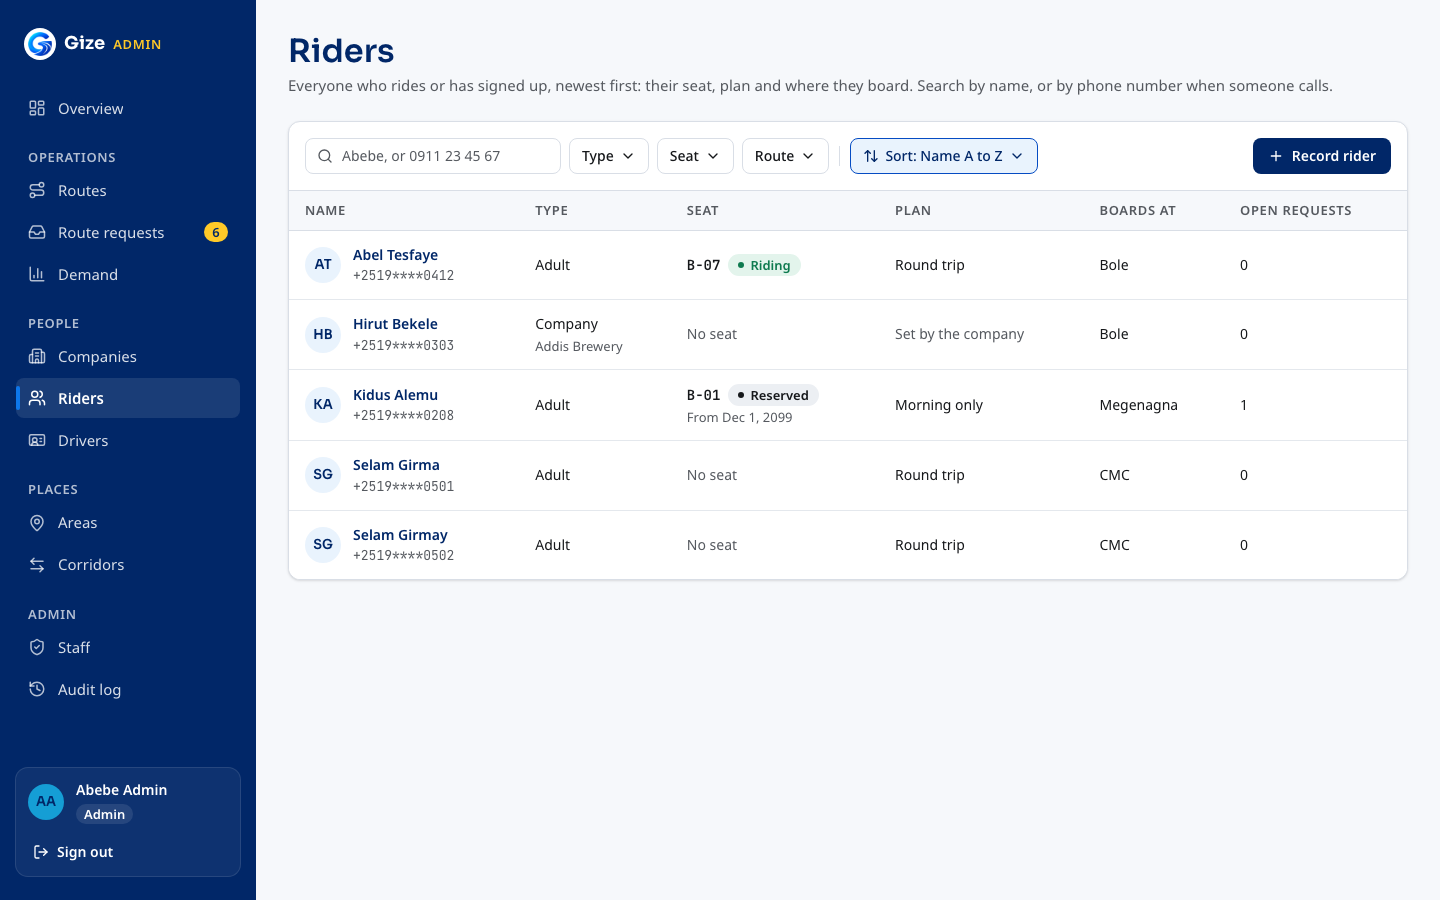 Gize ADMIN
Overview
OPERATIONS
Routes
Route requests 6
Demand
PEOPLE
Companies
Riders
Drivers
PLACES
Areas
Corridors
ADMIN
Staff
Audit log
AA Abebe Admin
Admin
Sign out
Riders
Everyone who rides or has signed up, newest first: their seat, plan and where they board. Search by name, or by phone number when someone calls.
Abebe, or 0911 23 45 67 Type Seat Route Sort: Name A to Z Record rider
NAME TYPE SEAT PLAN BOARDS AT OPEN REQUESTS
AT Abel Tesfaye Adult B-07 Riding Round trip Bole 0
+2519****0412
HB Hirut Bekele Company No seat Set by the company Bole 0
+2519****0303 Addis Brewery
KA Kidus Alemu Adult B-01 Reserved Morning only Megenagna 1
+2519****0208 From Dec 1, 2099
SG Selam Girma Adult No seat Round trip CMC 0
+2519****0501
SG Selam Girmay Adult No seat Round trip CMC 0
+2519****0502